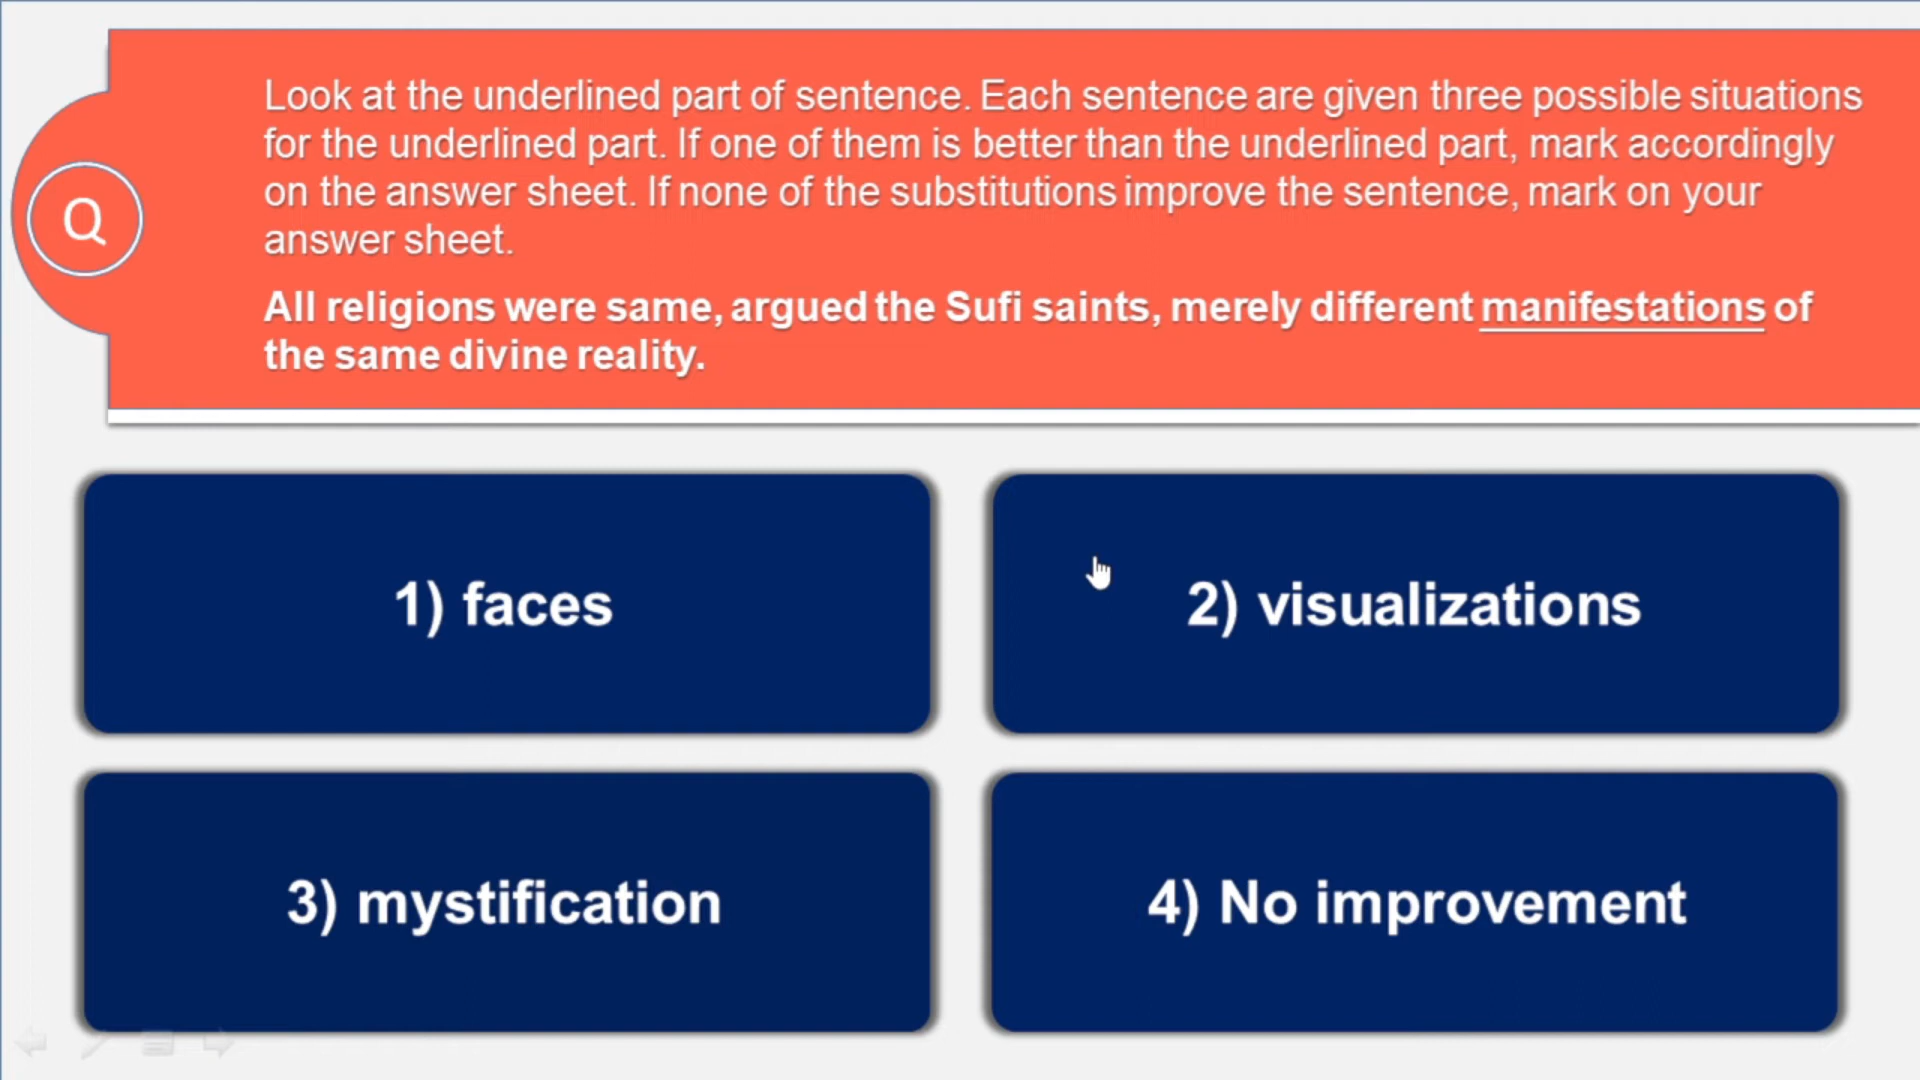 Q
Look at the underlined part of sentence. Each sentence are given three possible situations
for the underlined part. If one of them is better than the underlined part, mark accordingly
on the answer sheet. If none of the substitutions improve the sentence, mark on your
answer sheet.
All religions were same, argued the Sufi saints, merely different manifestations of
the same divine reality.
1) faces
2) visualizations
3) mystification
4) No improvement